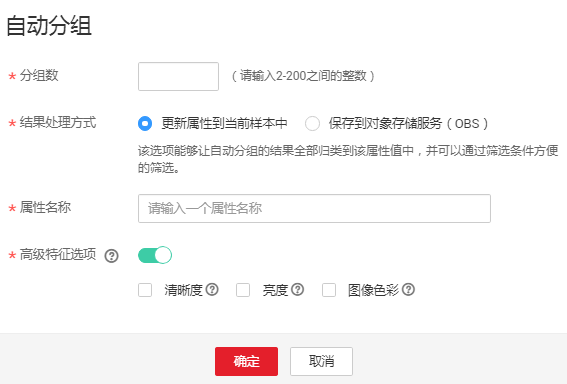 自动分组
* 分组数 （请输入2-200之间的整数）
* 结果处理方式 更新属性到当前样本中 保存到对象存储服务（OBS）
该选项能够让自动分组的结果全部归类到该属性值中，并可以通过筛选条件方便
的筛选。
* 属性名称 请输入一个属性名称
* 高级特征选项 ?
清晰度 ? 亮度 ? 图像色彩 ?
确定 取消